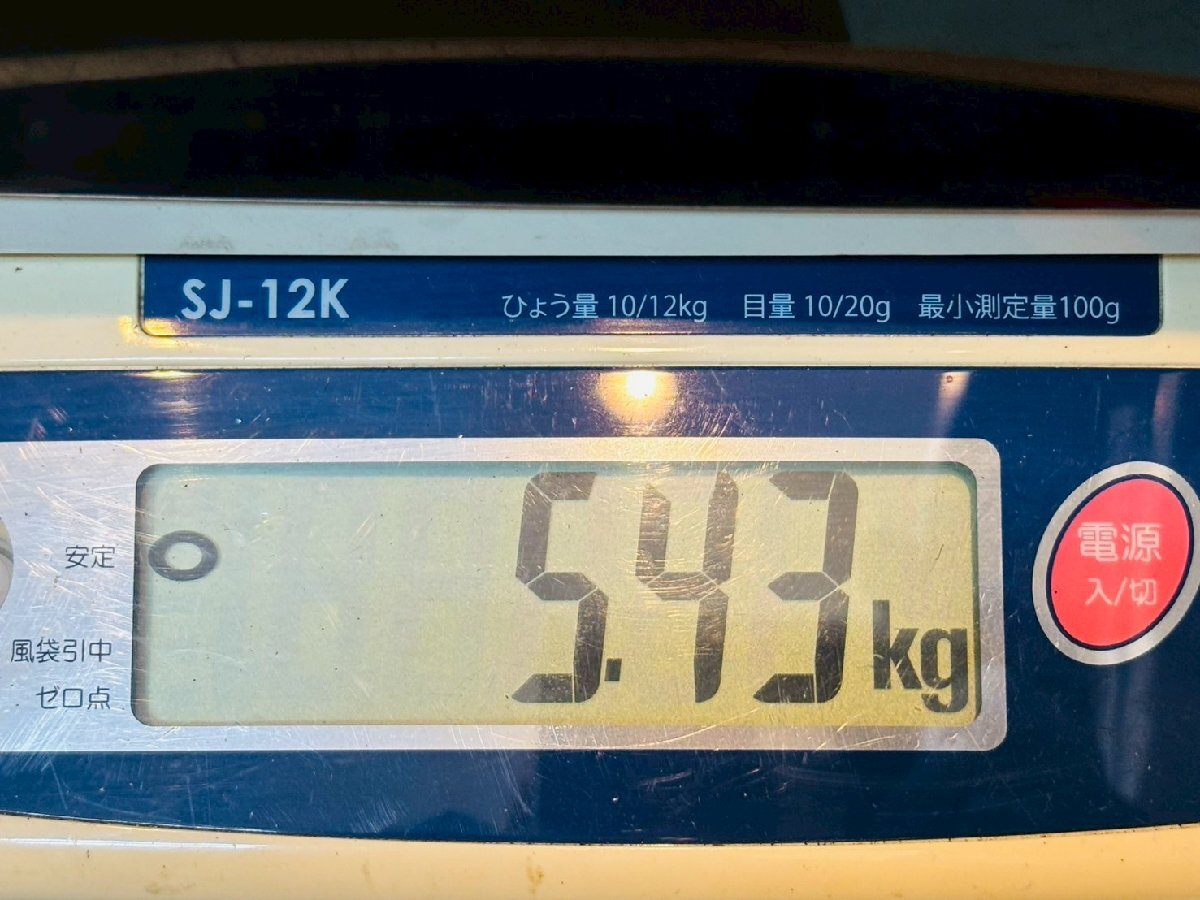 SJ-12K ひょう量 10/12kg 目量 10/20g 最小測定量100g
5.43 kg
安定
風袋引中
ゼロ点
電源
入/切